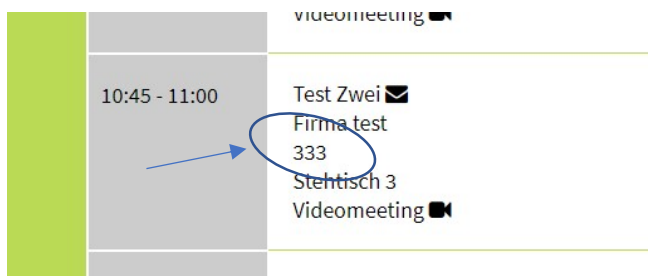 Videomeeting
10:45 - 11:00
Test Zwei
Firma test
333
Stehtisch 3
Videomeeting